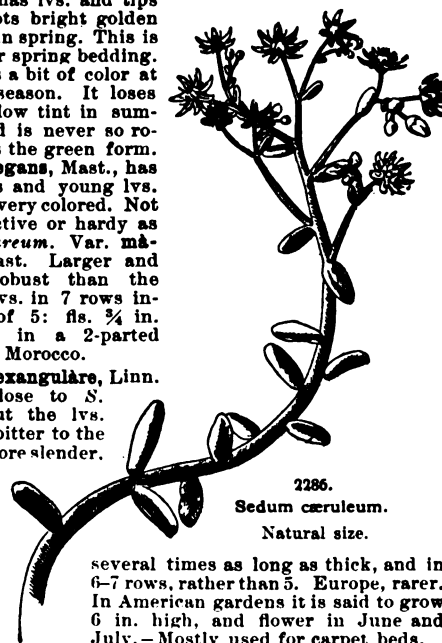 has lvs. and tips
ots bright golden
n spring. This is
r spring bedding.
s a bit of color at
season. It loses
low tint in sum-
d is never so ro-
s the green form.
egans, Mast., has
s and young lvs.
very colored. Not
ctive or hardy as
reum. Var. mà-
ast. Larger and
obust than the
vs. in 7 rows in-
of 5: fls. ¾ in.
in a 2-parted
Morocco.
exangulàre, Linn.
lose to S.
ut the lvs.
bitter to the
ore slender,
2286.
Sedum cæruleum.
Natural size.
several times as long as thick, and in
6–7 rows, rather than 5. Europe, rarer.
In American gardens it is said to grow
6 in. high, and flower in June and
July.—Mostly used for carpet beds.